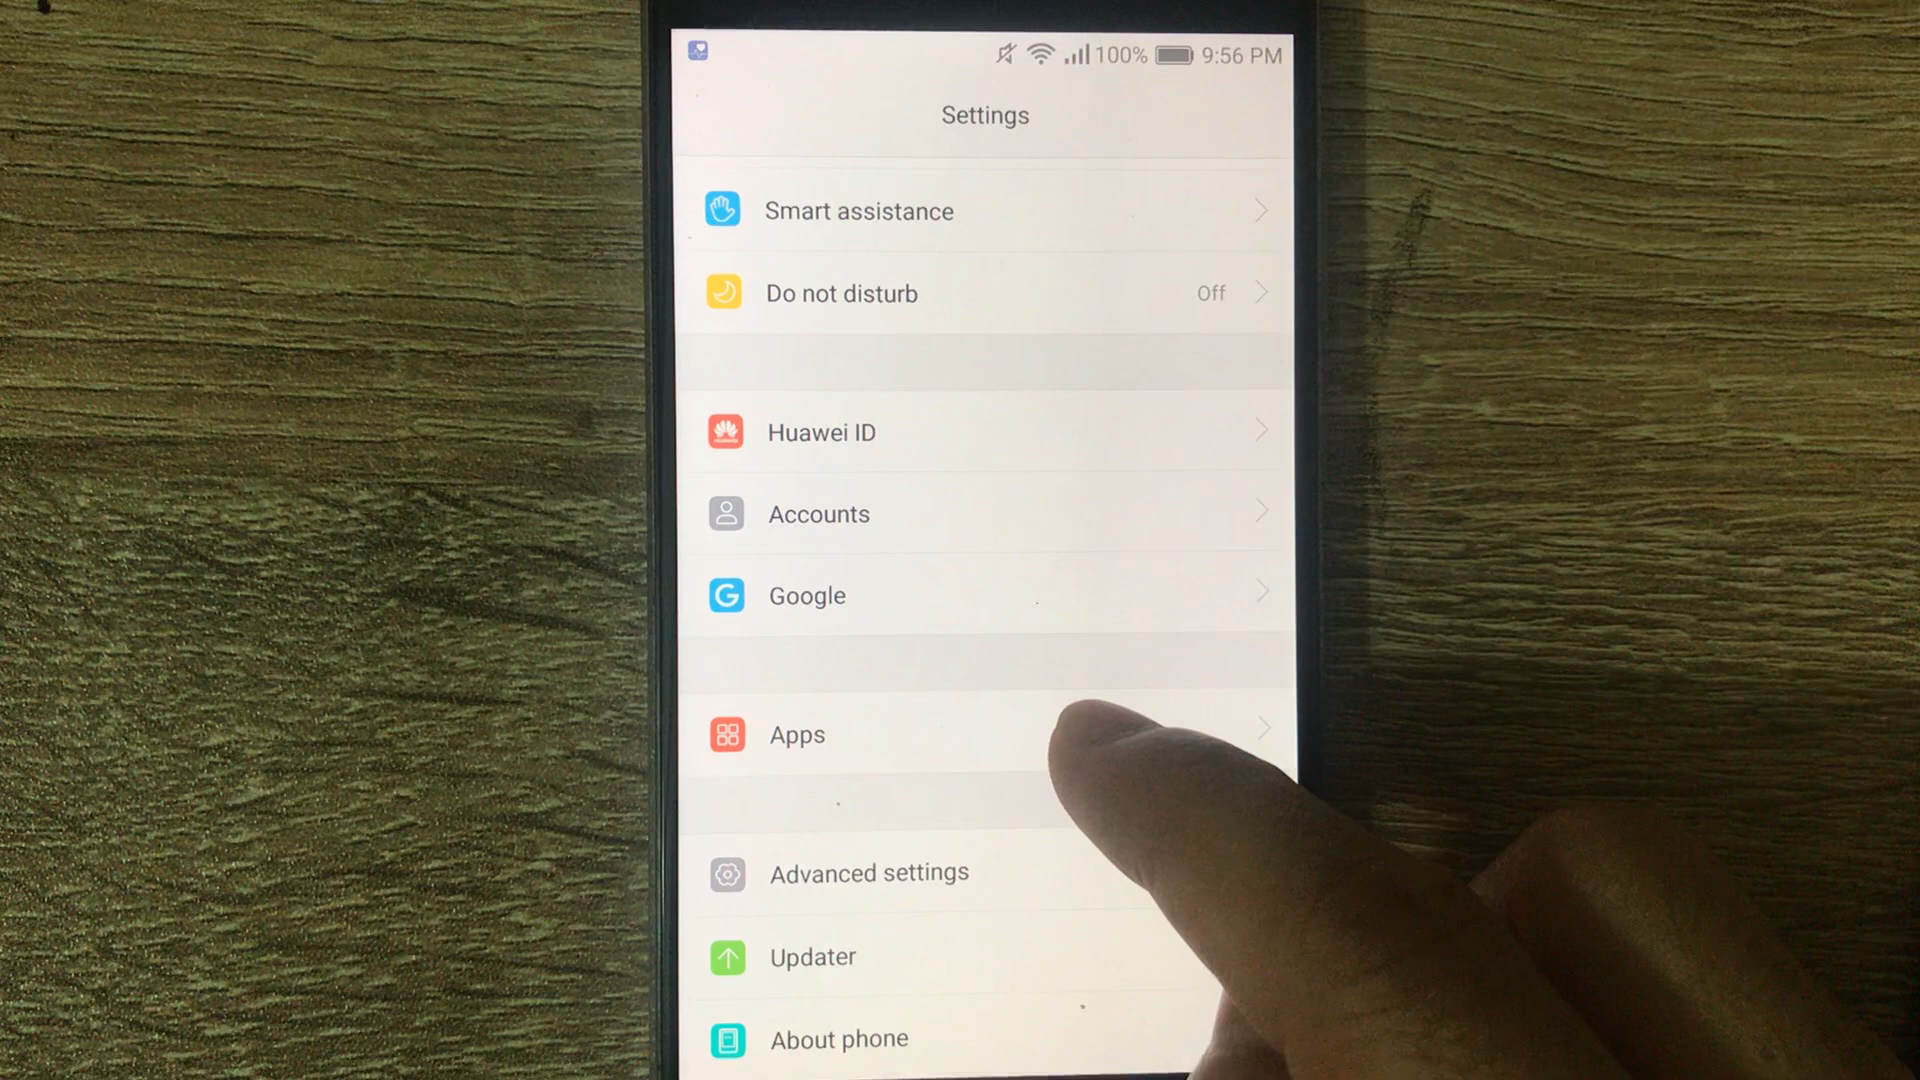 100% 9:56 PM
Settings
Smart assistance
Do not disturb Off
Huawei ID
Accounts
Google
Apps
Advanced settings
Updater
About phone